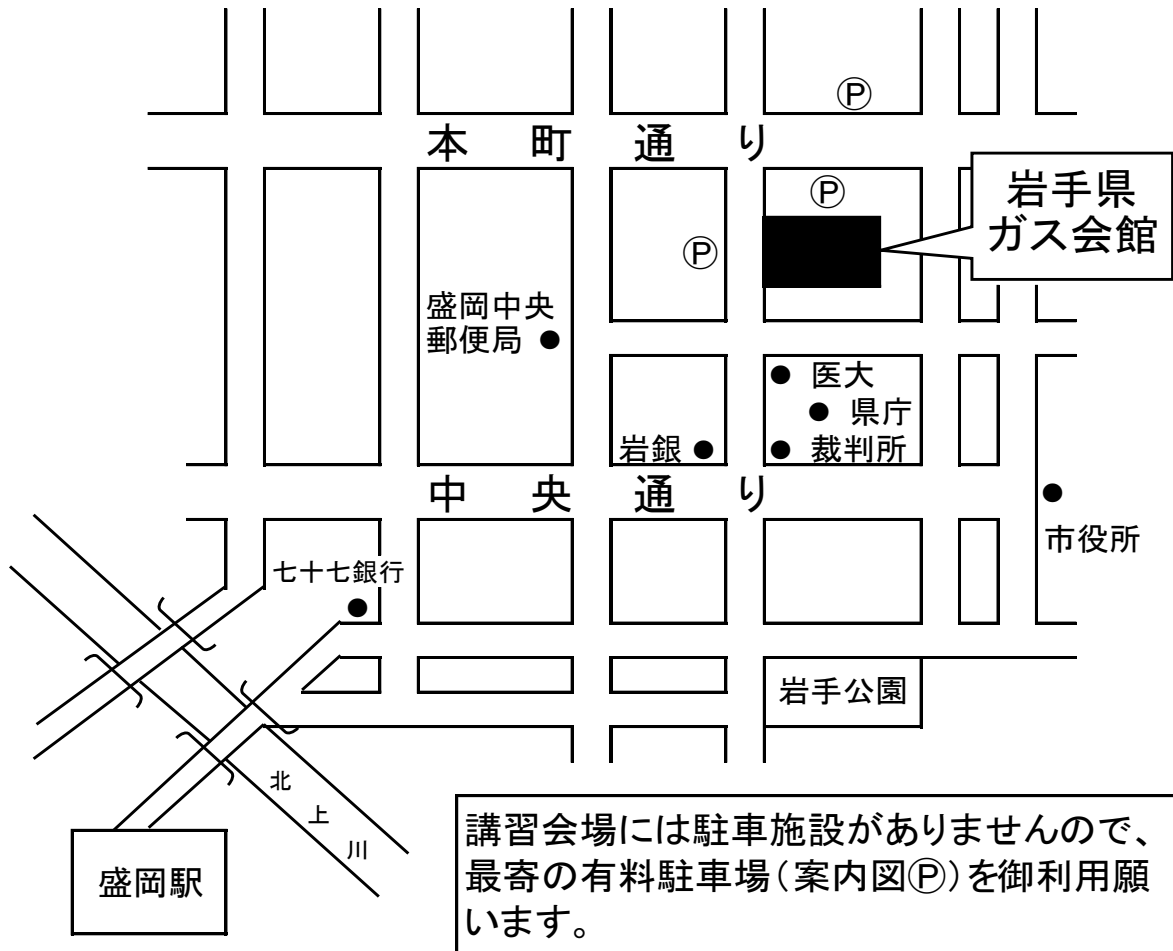 Ⓟ
本町通り
岩手県
ガス会館
Ⓟ
Ⓟ
盛岡中央
郵便局
医大
県庁
岩銀
裁判所
中央通り
市役所
七十七銀行
岩手公園
北上川
盛岡駅
講習会場には駐車施設がありませんので、
最寄の有料駐車場(案内図Ⓟ)を御利用願
います。